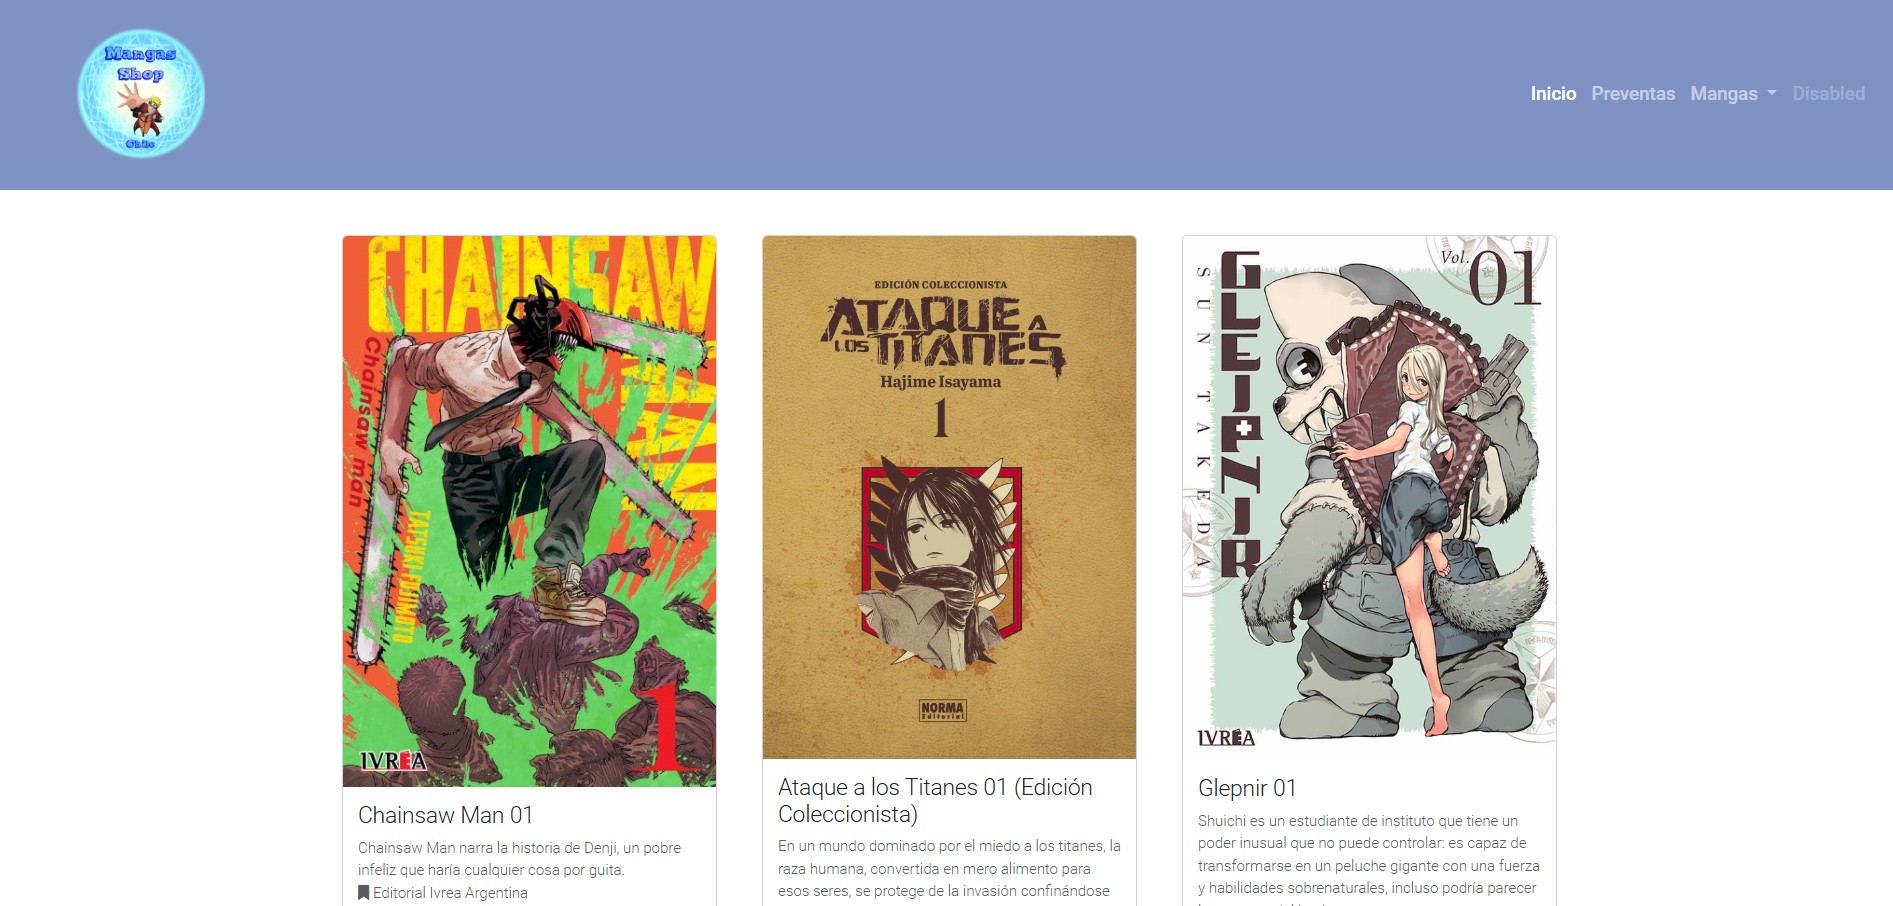 Mangas
Shop
Chile
Inicio Preventas Mangas Disabled
CHAINSAW
MAN
Chainsaw man
TATSUKI FUJIMOTO
1
IVREA
Chainsaw Man 01
Chainsaw Man narra la historia de Denji, un pobre
infeliz que haría cualquier cosa por guita.
Editorial Ivrea Argentina
EDICIÓN COLECCIONISTA
ATAQUE A
LOS TITANES
Hajime Isayama
1
NORMA
Editorial
Ataque a los Titanes 01 (Edición
Coleccionista)
En un mundo dominado por el miedo a los titanes, la
raza humana, convertida en mero alimento para
esos seres, se protege de la invasión confinándose
Vol. 01
GLEIPNIR
SUN TAKEDA
IVREA
Glepnir 01
Shuichi es un estudiante de instituto que tiene un
poder inusual que no puede controlar: es capaz de
transformarse en un peluche gigante con una fuerza
y habilidades sobrenaturales, incluso podría parecer